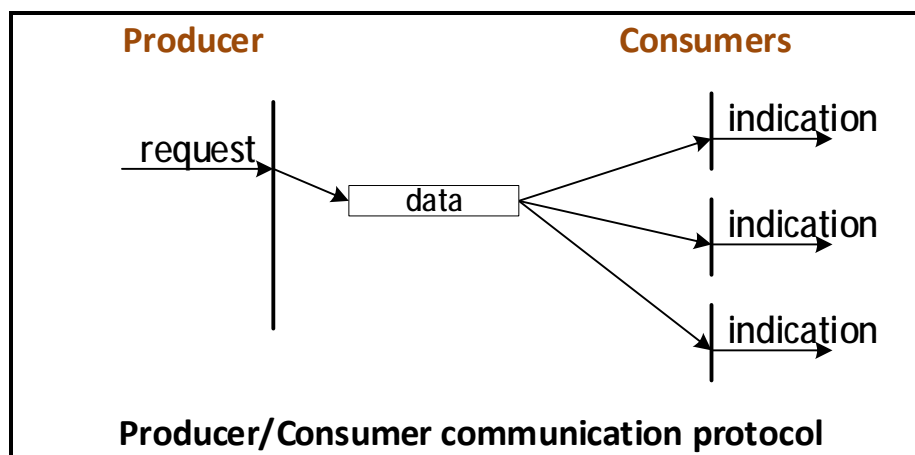 Producer
Consumers
indication
request
data
indication
indication
Producer/Consumer communication protocol